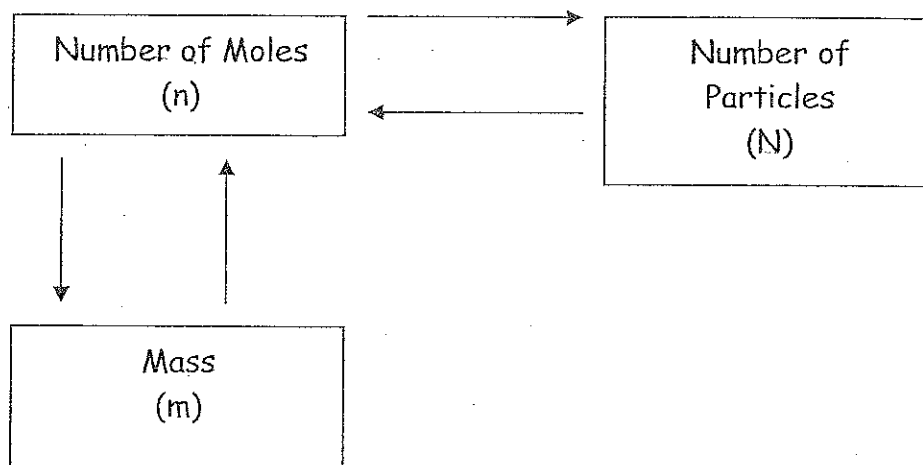 Number of Moles
(n)
Number of
Particles
(N)
Mass
(m)